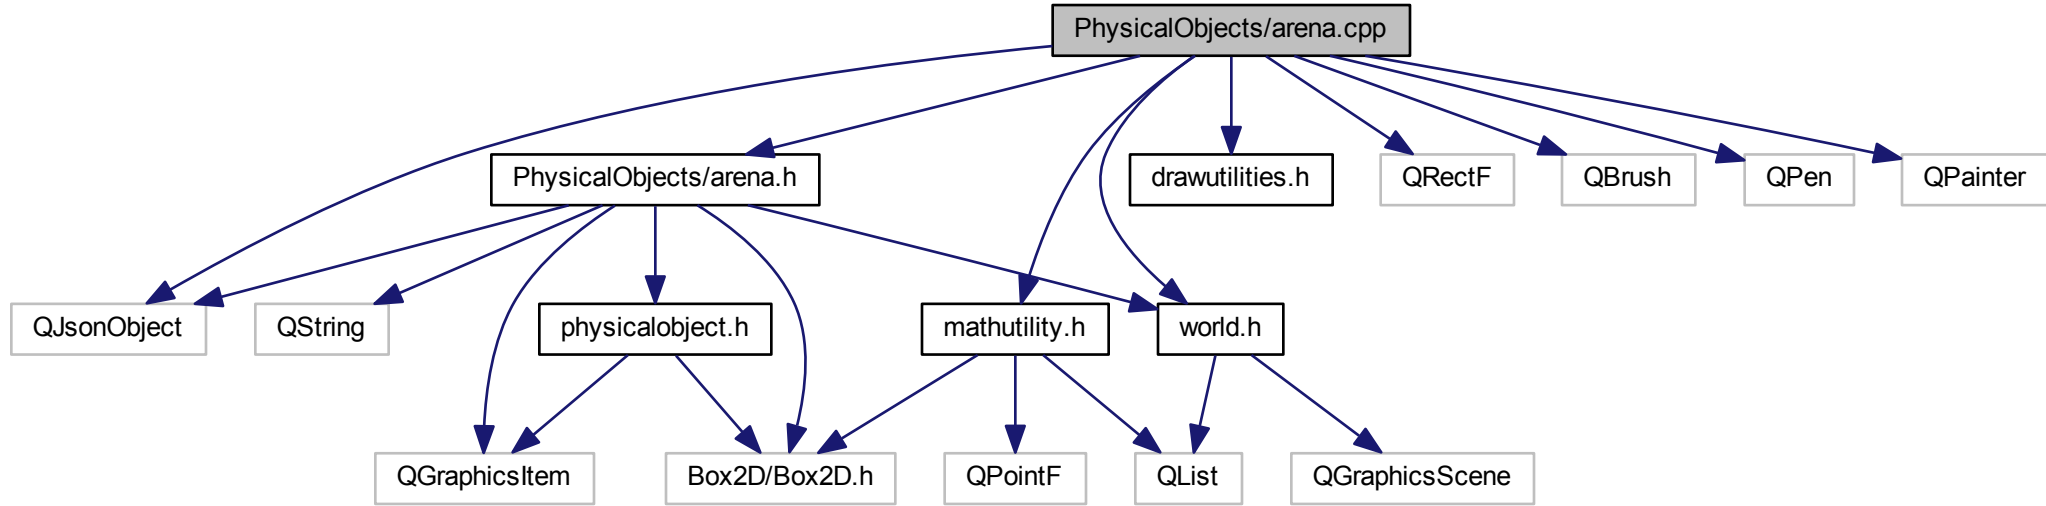 PhysicalObjects/arena.cpp
PhysicalObjects/arena.h
drawutilities.h
QRectF
QBrush
QPen
QPainter
QJsonObject
QString
physicalobject.h
mathutility.h
world.h
QGraphicsItem
Box2D/Box2D.h
QPointF
QList
QGraphicsScene